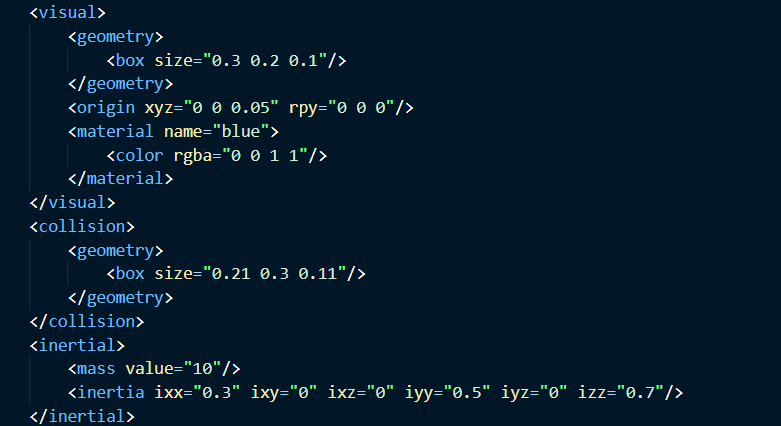 <visual>
<geometry>
<box size="0.3 0.2 0.1"/>
</geometry>
<origin xyz="0 0 0.05" rpy="0 0 0"/>
<material name="blue">
<color rgba="0 0 1 1"/>
</material>
</visual>
<collision>
<geometry>
<box size="0.21 0.3 0.11"/>
</geometry>
</collision>
<inertial>
<mass value="10"/>
<inertia ixx="0.3" ixy="0" ixz="0" iyy="0.5" iyz="0" izz="0.7"/>
</inertial>